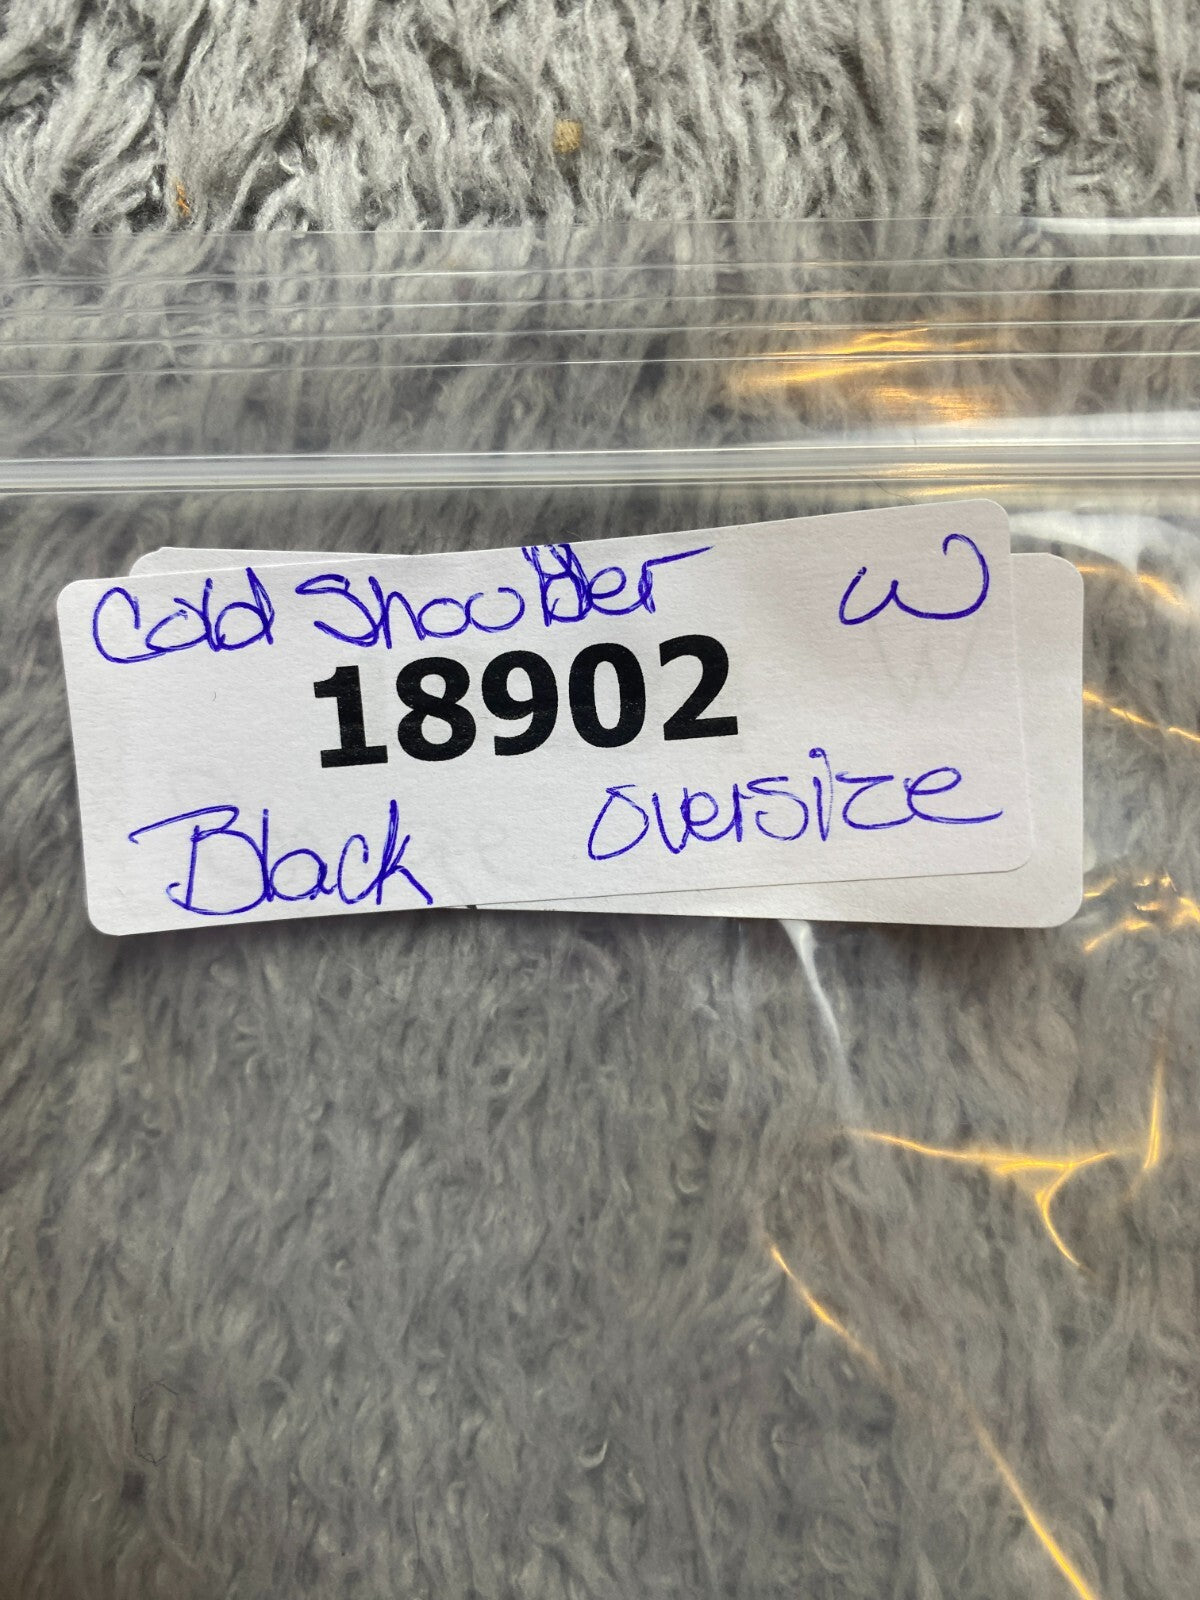 Cold Shoulder W
18902
Black oversize